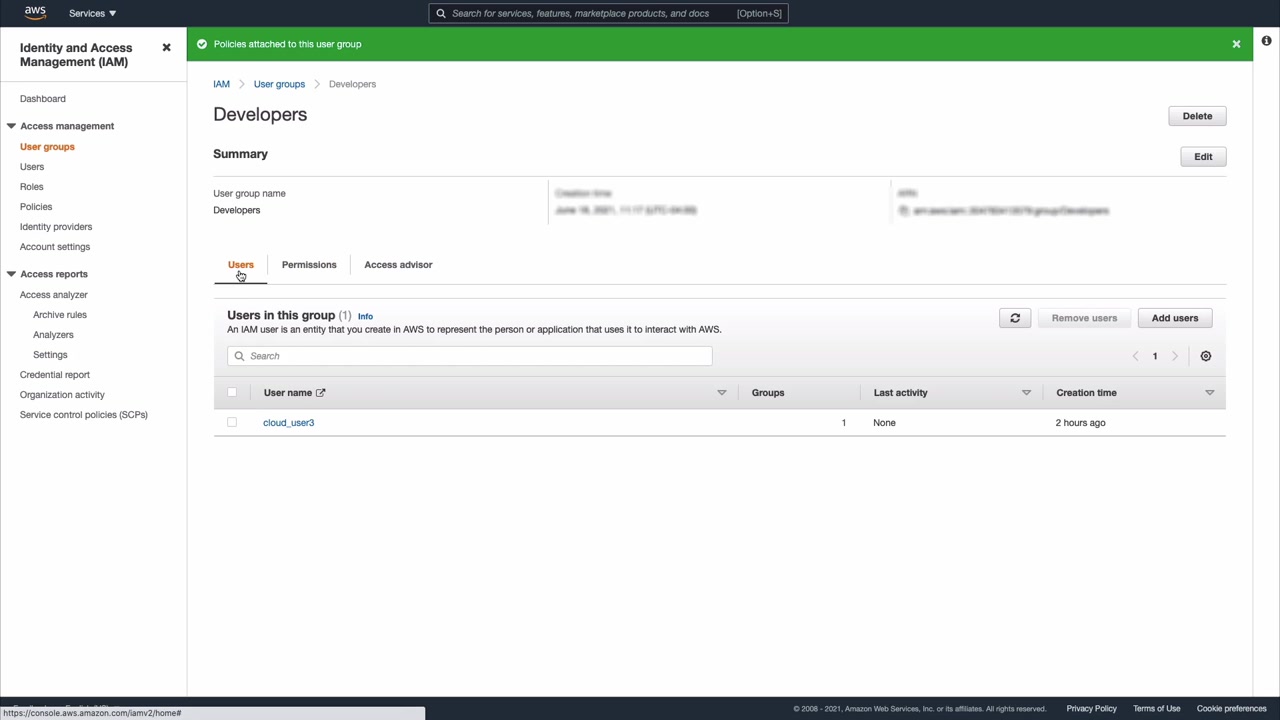 aws Services Search for services, features, marketplace products, and docs [Option+S]
Identity and Access Management (IAM)
Dashboard
Access management
User groups
Users
Roles
Policies
Identity providers
Account settings
Access reports
Access analyzer
Archive rules
Analyzers
Settings
Credential report
Organization activity
Service control policies (SCPs)
Policies attached to this user group
IAM User groups Developers
Developers
Delete
Summary
Edit
User group name
Developers
Users Permissions Access advisor
Users in this group (1) Info
An IAM user is an entity that you create in AWS to represent the person or application that uses it to interact with AWS.
Remove users Add users
Search
1
User name Groups Last activity Creation time
cloud_user3 1 None 2 hours ago
https://console.aws.amazon.com/iamv2/home#
© 2008 - 2021, Amazon Web Services, Inc. or its affiliates. All rights reserved. Privacy Policy Terms of Use Cookie preferences